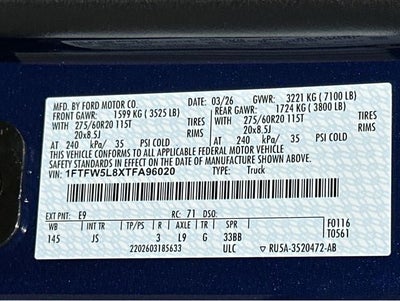 MFD. BY FORD MOTOR CO. 03/26 GVWR: 3221 KG ( 7100 LB)
FRONT GAWR: 1599 KG ( 3525 LB) REAR GAWR: 1724 KG ( 3800 LB)
WITH 275/60R20 115T TIRES WITH 275/60R20 115T TIRES
20x8.5J RIMS 20x8.5J RIMS
AT 240 kPa/ 35 PSI COLD AT 240 kPa/ 35 PSI COLD
THIS VEHICLE CONFORMS TO ALL APPLICABLE FEDERAL MOTOR VEHICLE
SAFETY STANDARDS IN EFFECT ON THE DATE OF MANUFACTURE SHOWN ABOVE.
VIN: 1FTFW5L8XTFA96020 TYPE: Truck
EXT PNT: E9 RC: 71 DSO: F0116
WB INT TR TP/PS R AXLE TR SPR T0561
145 JS 3 L9 G 33BB
2202603185633 ULC RU5A-3520472-AB